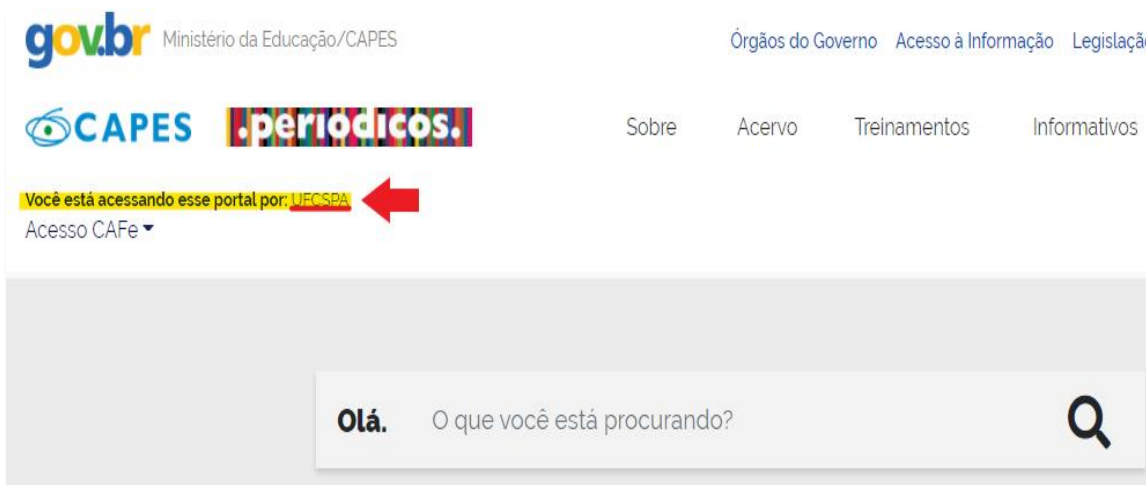 gov.br Ministério da Educação/CAPES Órgãos do Governo Acesso à Informação Legislação
CAPES .periodicos. Sobre Acervo Treinamentos Informativos
Você está acessando esse portal por: UFCSPA
Acesso CAFe
Olá. O que você está procurando?